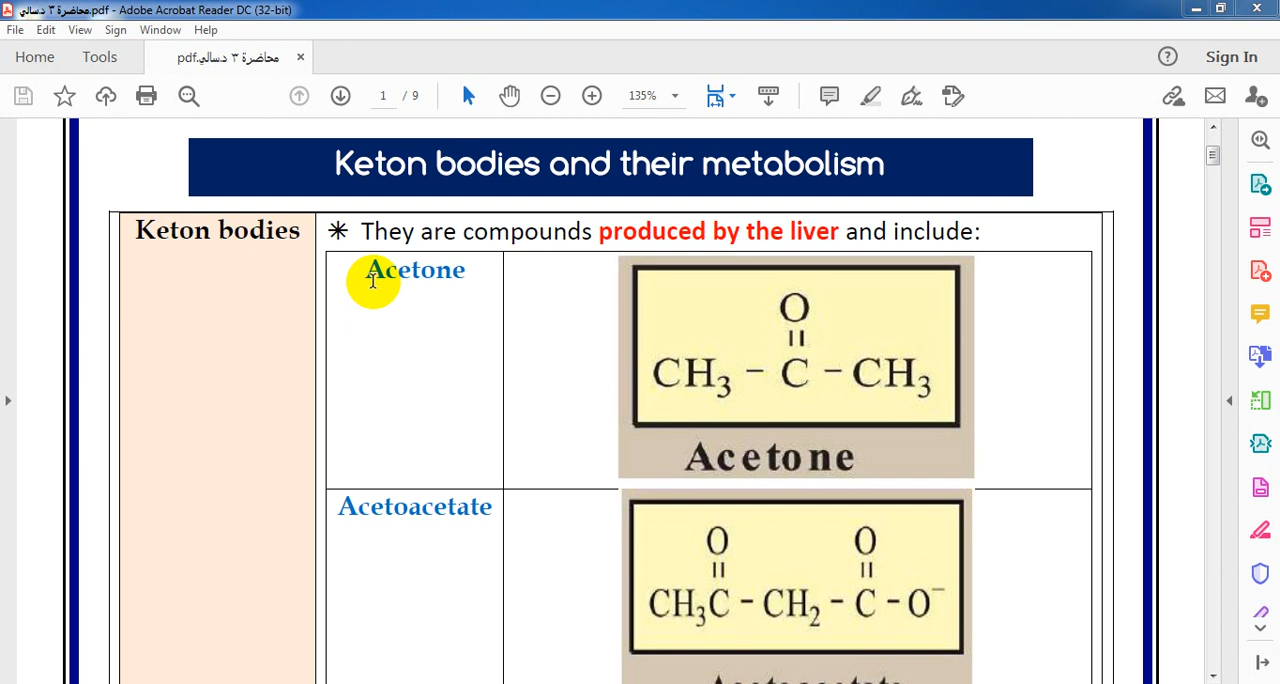 محاضرة ٣ د.سالي.pdf - Adobe Acrobat Reader DC (32-bit)
File Edit View Sign Window Help
Home Tools محاضرة ٣ د.سالي.pdf × ? Sign In
1 / 9 135%
Keton bodies and their metabolism
Keton bodies
✳ They are compounds produced by the liver and include:
Acetone
O
CH₃ - C - CH₃
Acetone
Acetoacetate
O O
CH₃C - CH₂ - C - O⁻